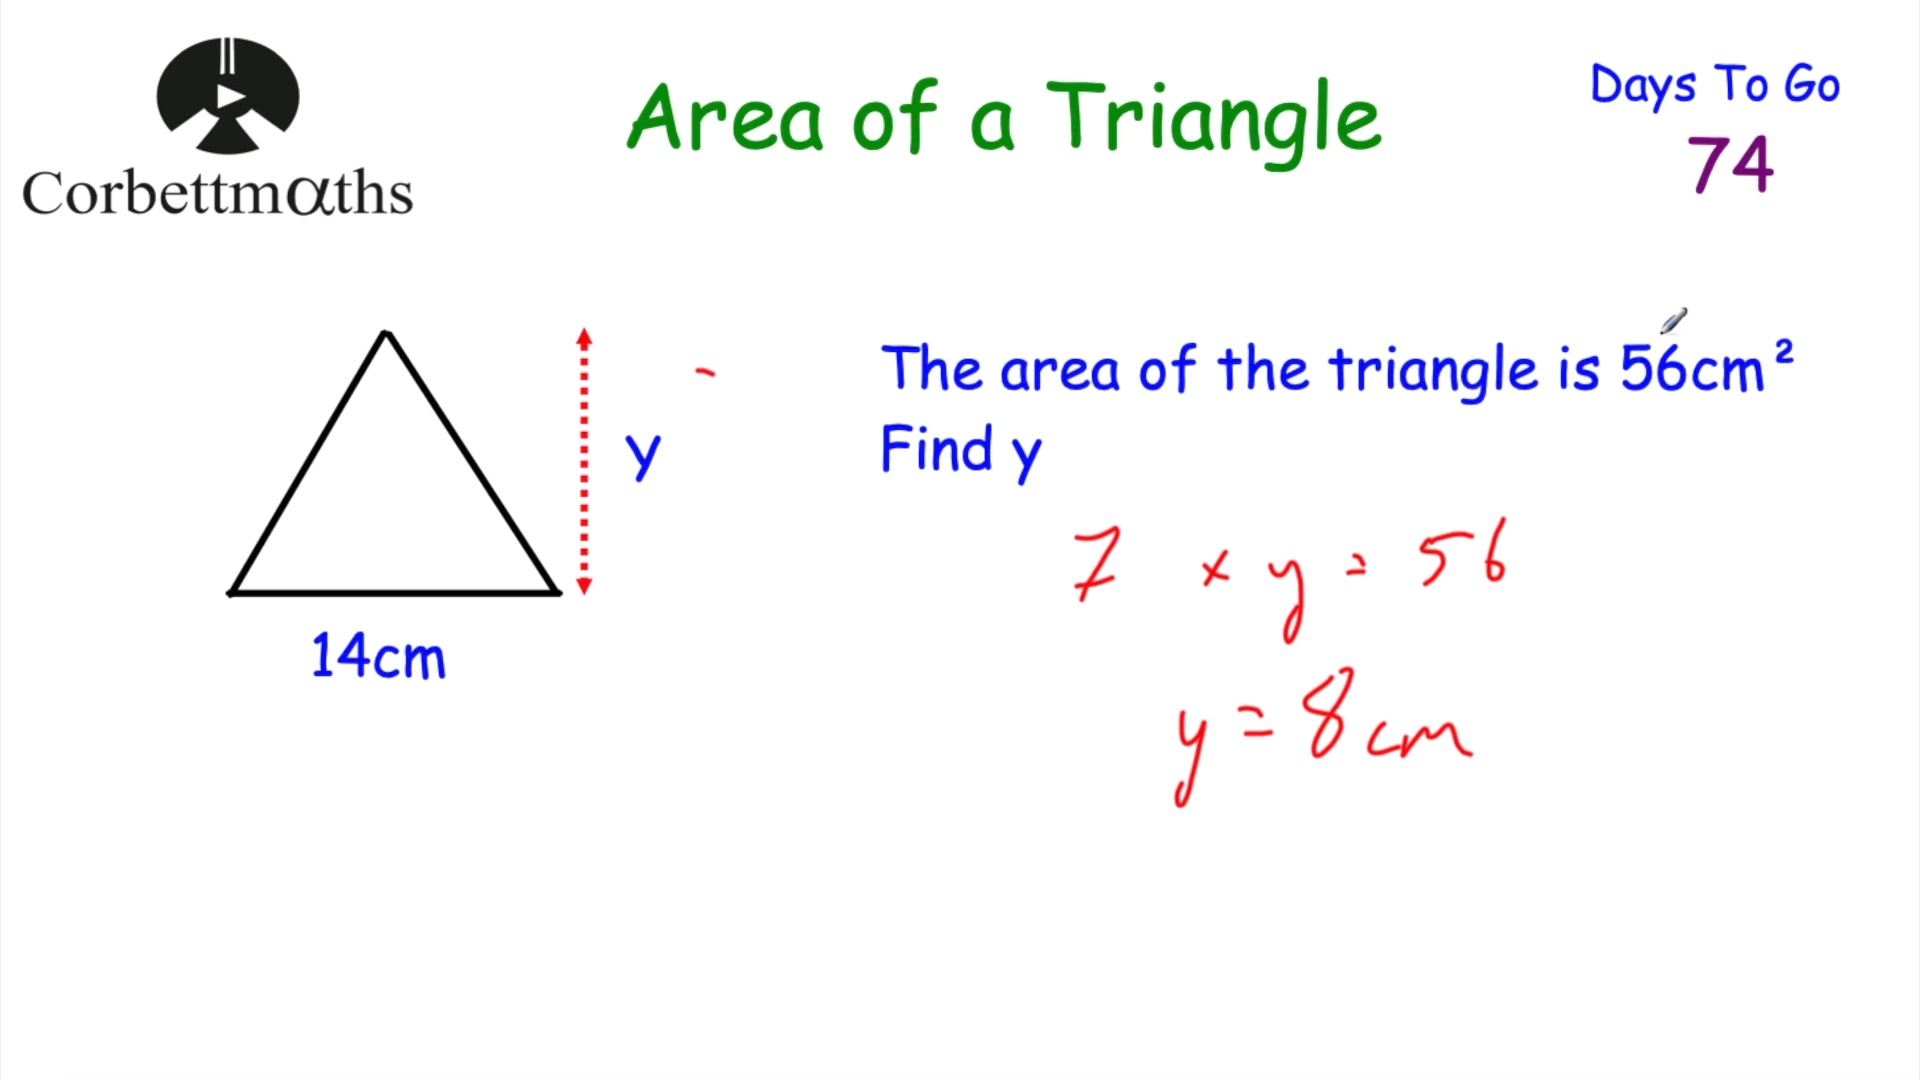 Corbettmαths
Area of a Triangle
Days To Go
74
y
14cm
The area of the triangle is 56cm²
Find y
7 × y = 56
y = 8cm